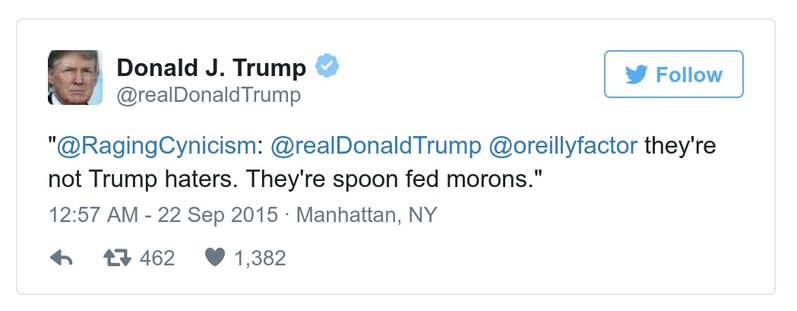 Donald J. Trump
@realDonaldTrump
Follow
"@RagingCynicism: @realDonaldTrump @oreillyfactor they're
not Trump haters. They're spoon fed morons."
12:57 AM - 22 Sep 2015 · Manhattan, NY
462 1,382